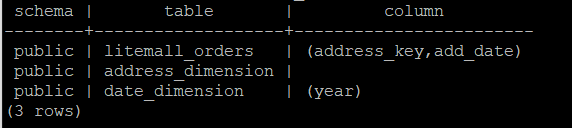 schema | table | column
--------+--------------------+-------------------------
public | litemall_orders | (address_key,add_date)
public | address_dimension |
public | date_dimension | (year)
(3 rows)